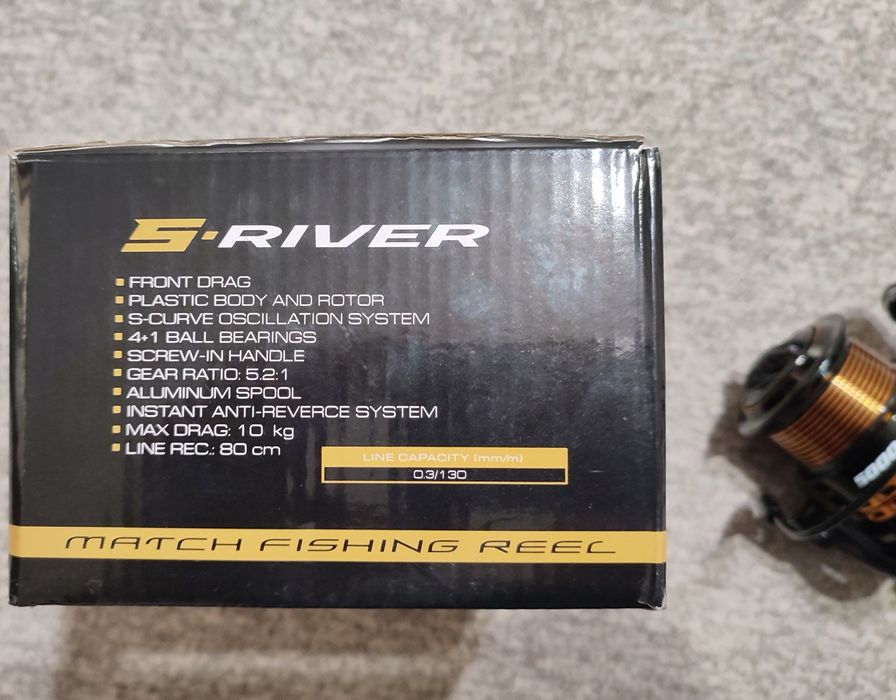 S·RIVER
FRONT DRAG
PLASTIC BODY AND ROTOR
S-CURVE OSCILLATION SYSTEM
4+1 BALL BEARINGS
SCREW-IN HANDLE
GEAR RATIO: 5.2:1
ALUMINUM SPOOL
INSTANT ANTI-REVERCE SYSTEM
MAX DRAG: 10 kg
LINE REC.: 80 cm
LINE CAPACITY (mm/m)
0.3/130
MATCH FISHING REEL
5000